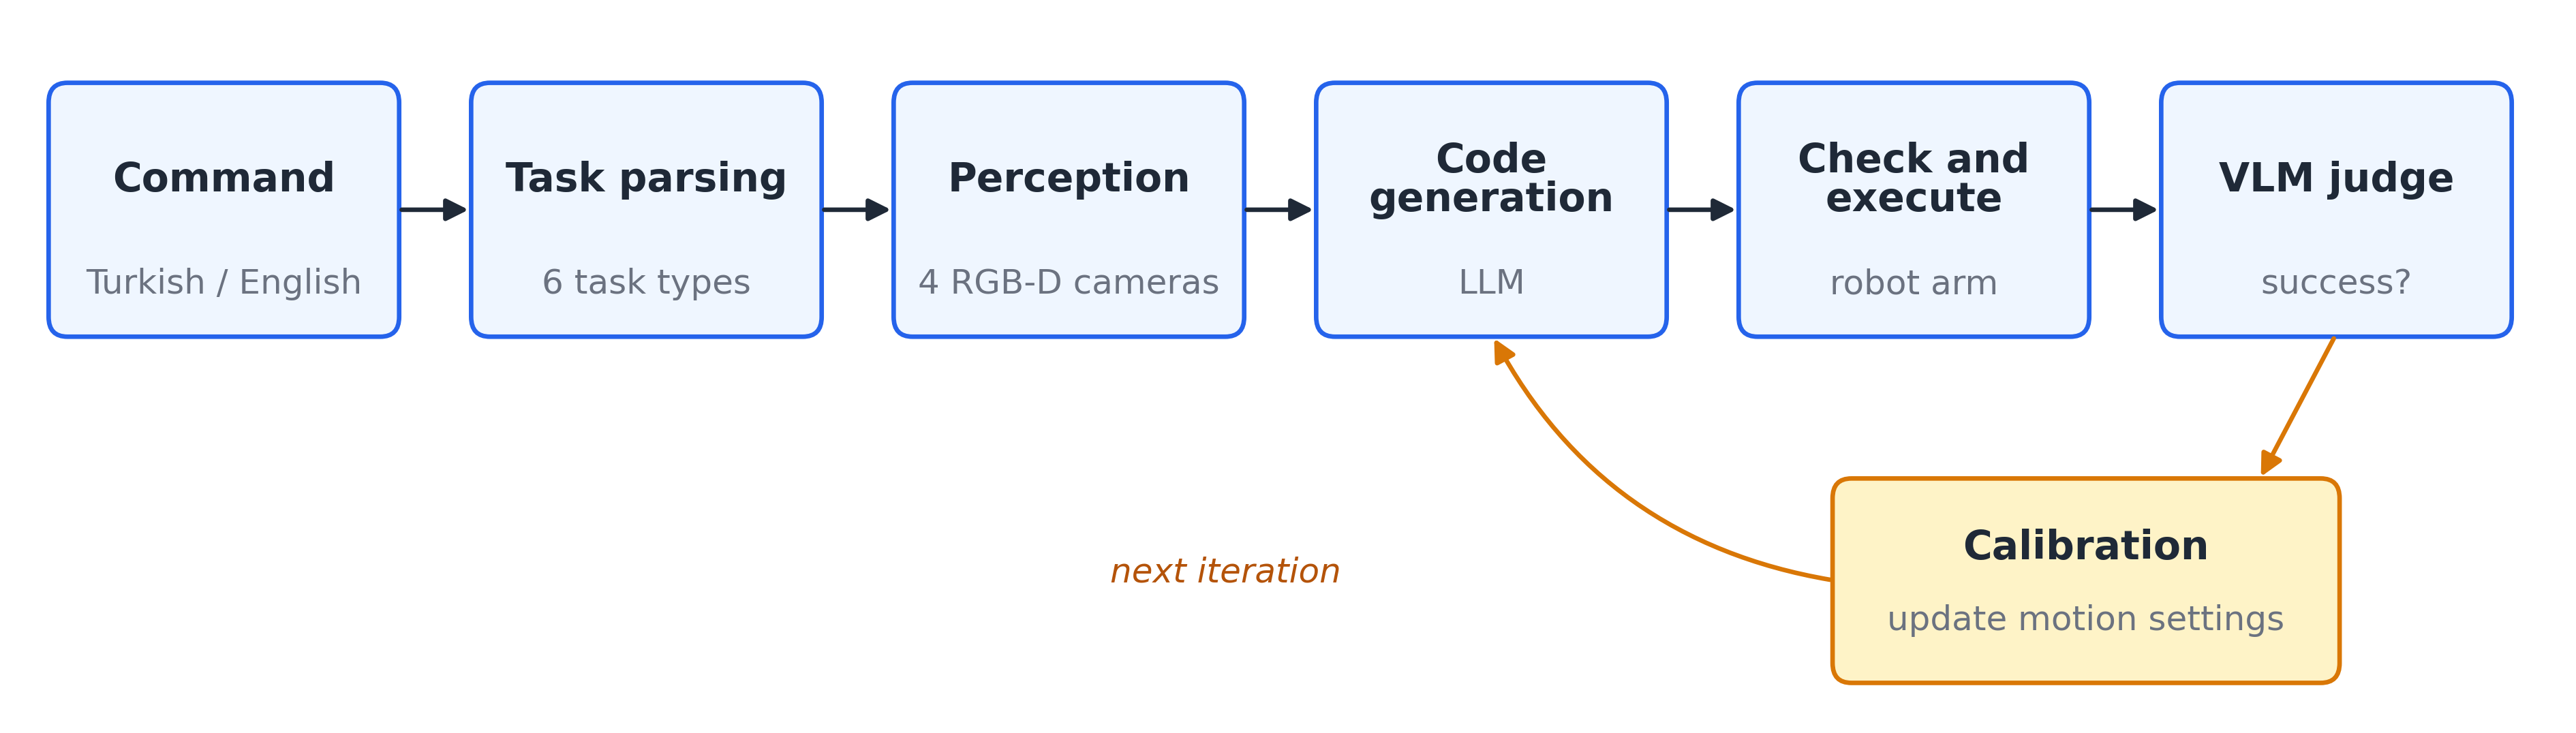 Command
Turkish / English
Task parsing
6 task types
Perception
4 RGB-D cameras
Code
generation
LLM
Check and
execute
robot arm
VLM judge
success?
next iteration
Calibration
update motion settings